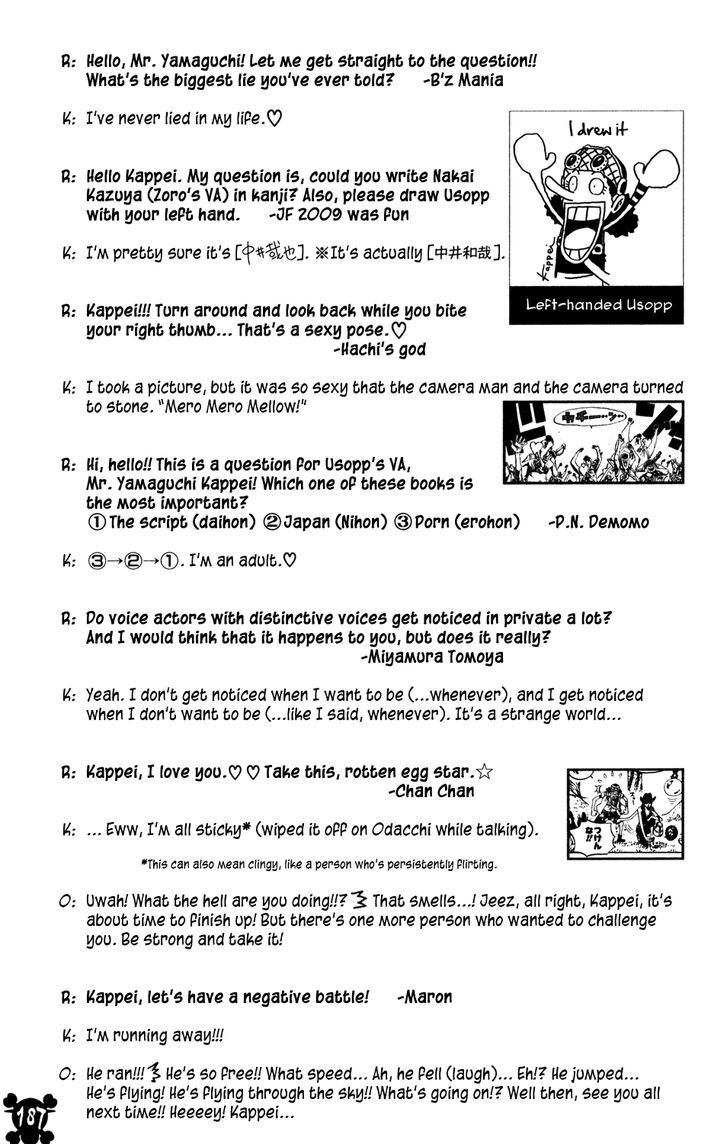 R: Hello, Mr. Yamaguchi! Let me get straight to the question!!
What's the biggest lie you've ever told? -B'z Mania
K: I've never lied in my life.♡
I drew it
Kappei
Left-handed Usopp
R: Hello Kappei. My question is, could you write Nakai
Kazuya (Zoro's VA) in kanji? Also, please draw Usopp
with your left hand. -JF 2009 was fun
K: I'm pretty sure it's [中井哉也]. ※It's actually [中井和哉].
R: Kappei!!! Turn around and look back while you bite
your right thumb... That's a sexy pose.♡
-Hachi's god
K: I took a picture, but it was so sexy that the camera man and the camera turned
to stone. "Mero Mero Mellow!"
R: Hi, hello!! This is a question for Usopp's VA,
Mr. Yamaguchi Kappei! Which one of these books is
the most important?
①The script (daihon) ②Japan (Nihon) ③Porn (erohon) -P.N. Demomo
K: ③→②→①. I'm an adult.♡
R: Do voice actors with distinctive voices get noticed in private a lot?
And I would think that it happens to you, but does it really?
-Miyamura Tomoya
K: Yeah. I don't get noticed when I want to be (...whenever), and I get noticed
when I don't want to be (...like I said, whenever). It's a strange world...
R: Kappei, I love you.♡ ♡ Take this, rotten egg star.☆
-Chan Chan
K: ... Eww, I'm all sticky* (wiped it off on Odacchi while talking).
*This can also mean clingy, like a person who's persistently flirting.
O: Uwah! What the hell are you doing!!? That smells...! Jeez, all right, Kappei, it's
about time to finish up! But there's one more person who wanted to challenge
you. Be strong and take it!
R: Kappei, let's have a negative battle! -Maron
K: I'm running away!!!
O: He ran!!! He's so free!! What speed... Ah, he fell (laugh)... Eh!? He jumped...
He's flying! He's flying through the sky!! What's going on!? Well then, see you all
next time!! Heeeey! Kappei...
187